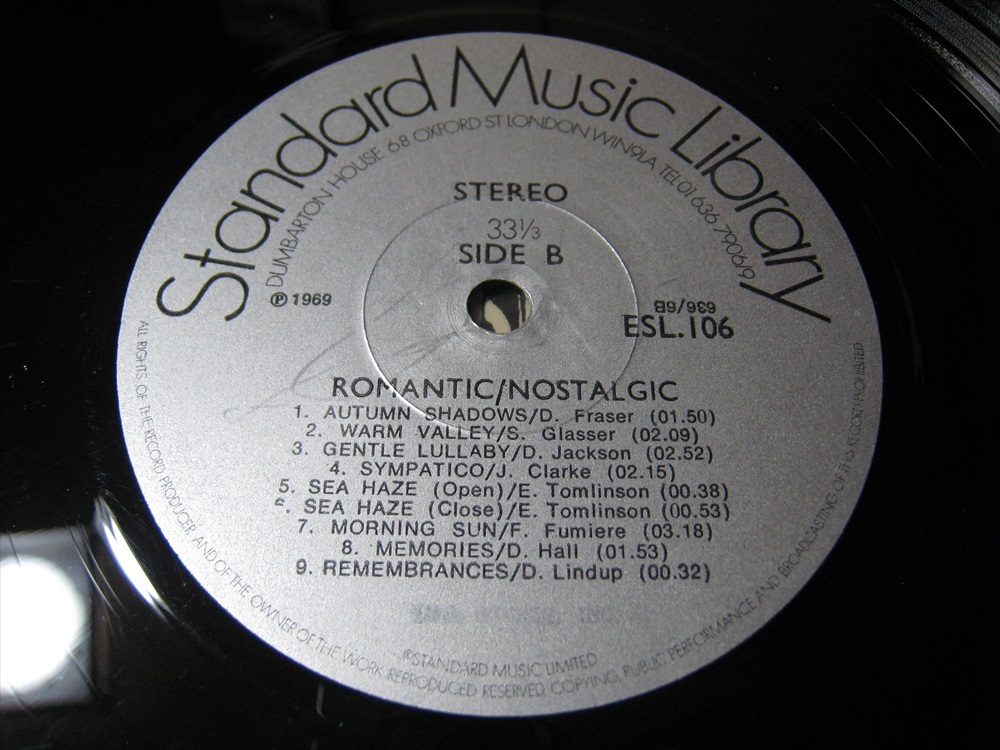 Standard Music Library
DUMBARTON HOUSE 68 OXFORD ST LONDON W1N9LA TEL 01 636 7906/9
STEREO
33⅓
SIDE B
℗ 1969
636/6B
ESL.106
ROMANTIC/NOSTALGIC
1. AUTUMN SHADOWS/D. Fraser (01.50)
2. WARM VALLEY/S. Glasser (02.09)
3. GENTLE LULLABY/D. Jackson (02.52)
4. SYMPATICO/J. Clarke (02.15)
5. SEA HAZE (Open)/E. Tomlinson (00.38)
6. SEA HAZE (Close)/E. Tomlinson (00.53)
7. MORNING SUN/F. Fumiere (03.18)
8. MEMORIES/D. Hall (01.53)
9. REMEMBRANCES/D. Lindup (00.32)
®STANDARD MUSIC LIMITED
ALL RIGHTS OF THE RECORD PRODUCER AND OF THE OWNER OF THE WORK REPRODUCED RESERVED. COPYING, PUBLIC PERFORMANCE AND BROADCASTING OF THIS RECORD PROHIBITED